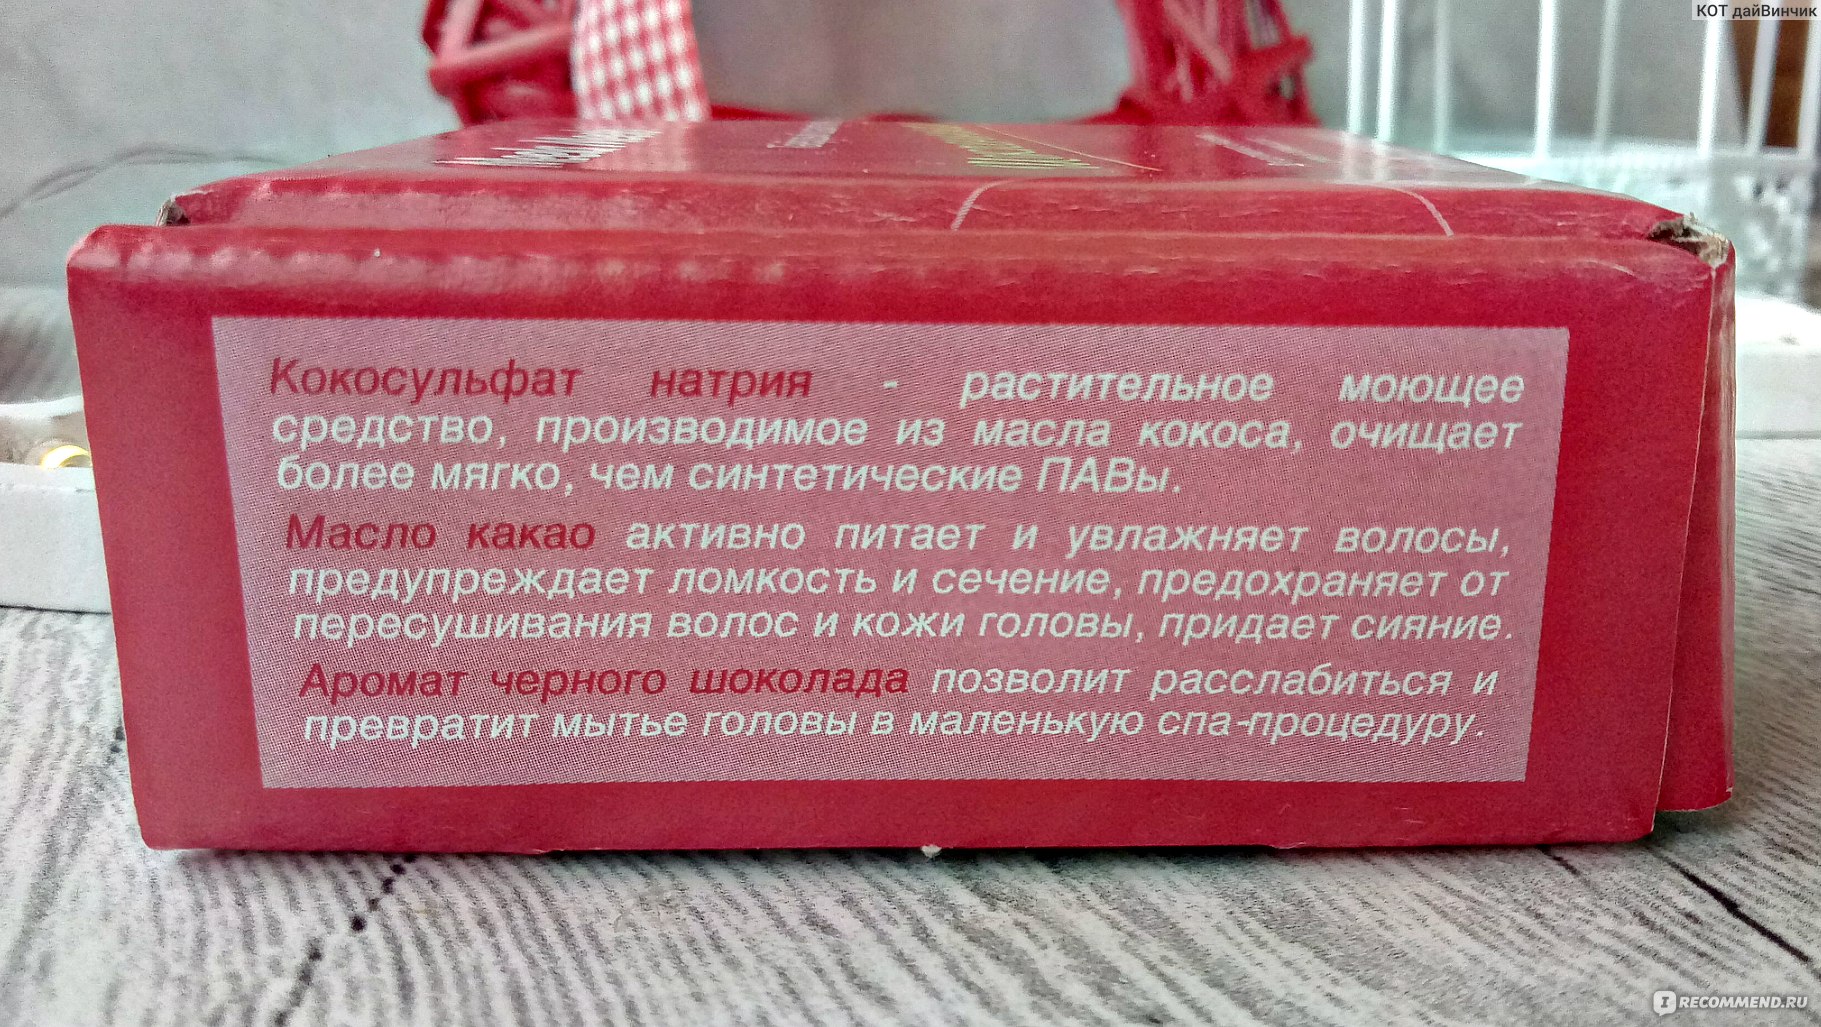 КОТ дайВинчик
Кокосульфат натрия - растительное моющее
средство, производимое из масла кокоса, очищает
более мягко, чем синтетические ПАВы.
Масло какао активно питает и увлажняет волосы,
предупреждает ломкость и сечение, предохраняет от
пересушивания волос и кожи головы, придает сияние.
Аромат черного шоколада позволит расслабиться и
превратит мытье головы в маленькую спа-процедуру.
I RECOMMEND.RU